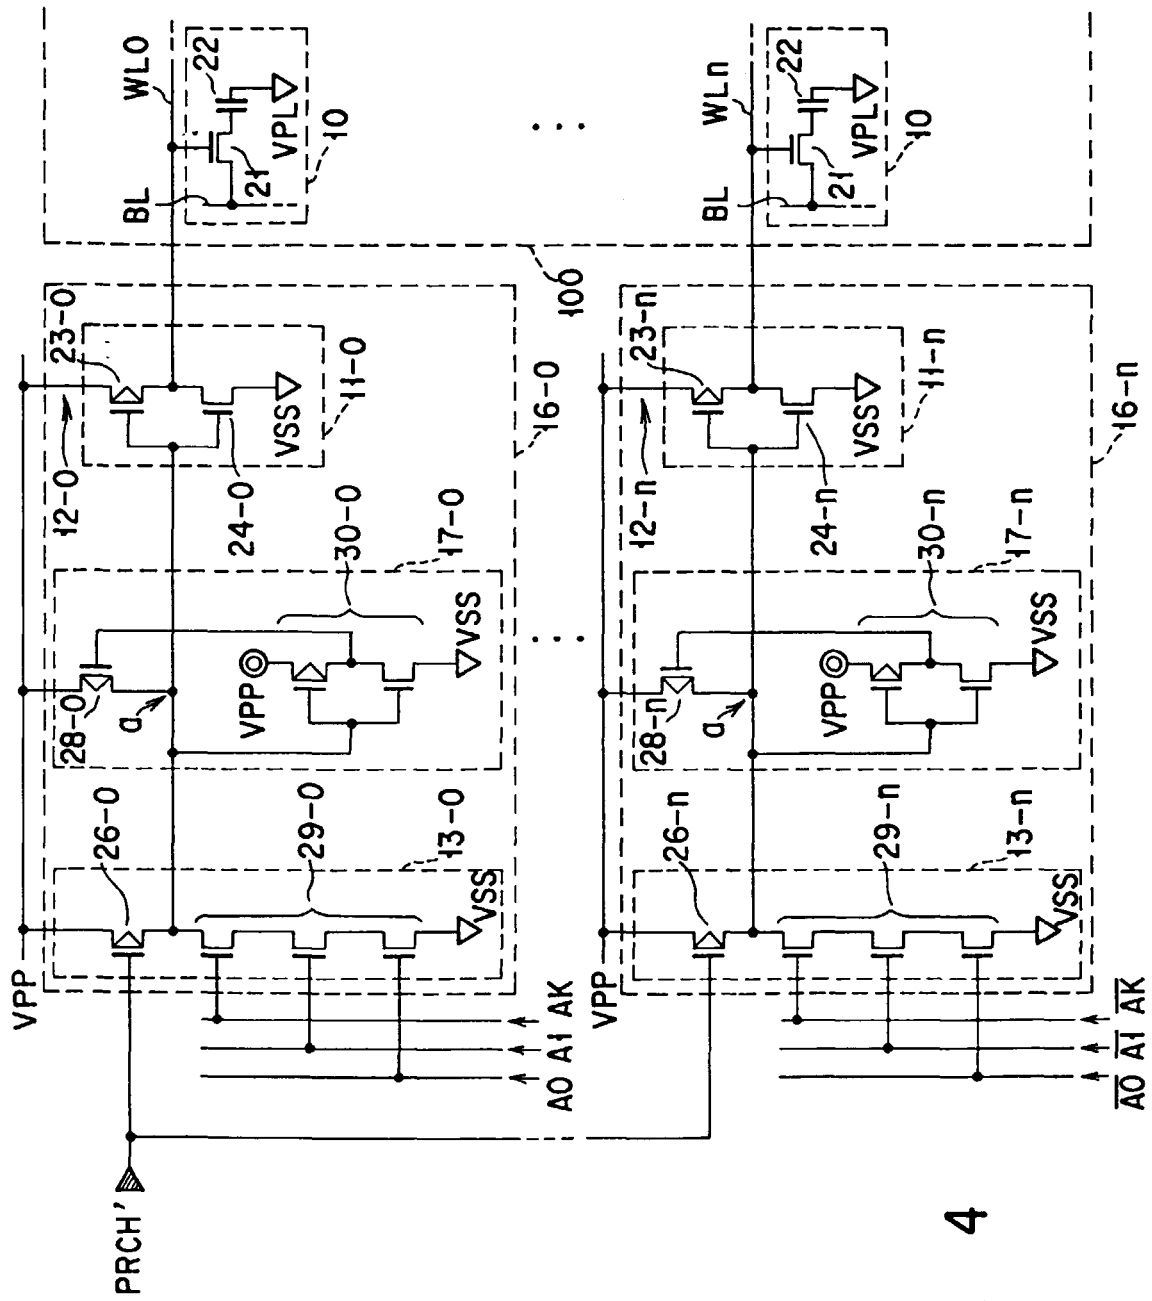 WL0
22
VPL
21
10
BL
WLn
22
VPL
21
10
BL
100
23-0
12-0
VSS
11-0
24-0
16-0
23-n
12-n
VSS
11-n
24-n
16-n
30-0
17-0
28-0
a
VPP
VSS
30-n
17-n
28-n
a
VPP
VSS
26-0
29-0
13-0
VSS
VPP
26-n
29-n
13-n
VSS
VPP
A0 A1 AK
A̅0̅ A̅1̅ A̅K̅
PRCH'
4